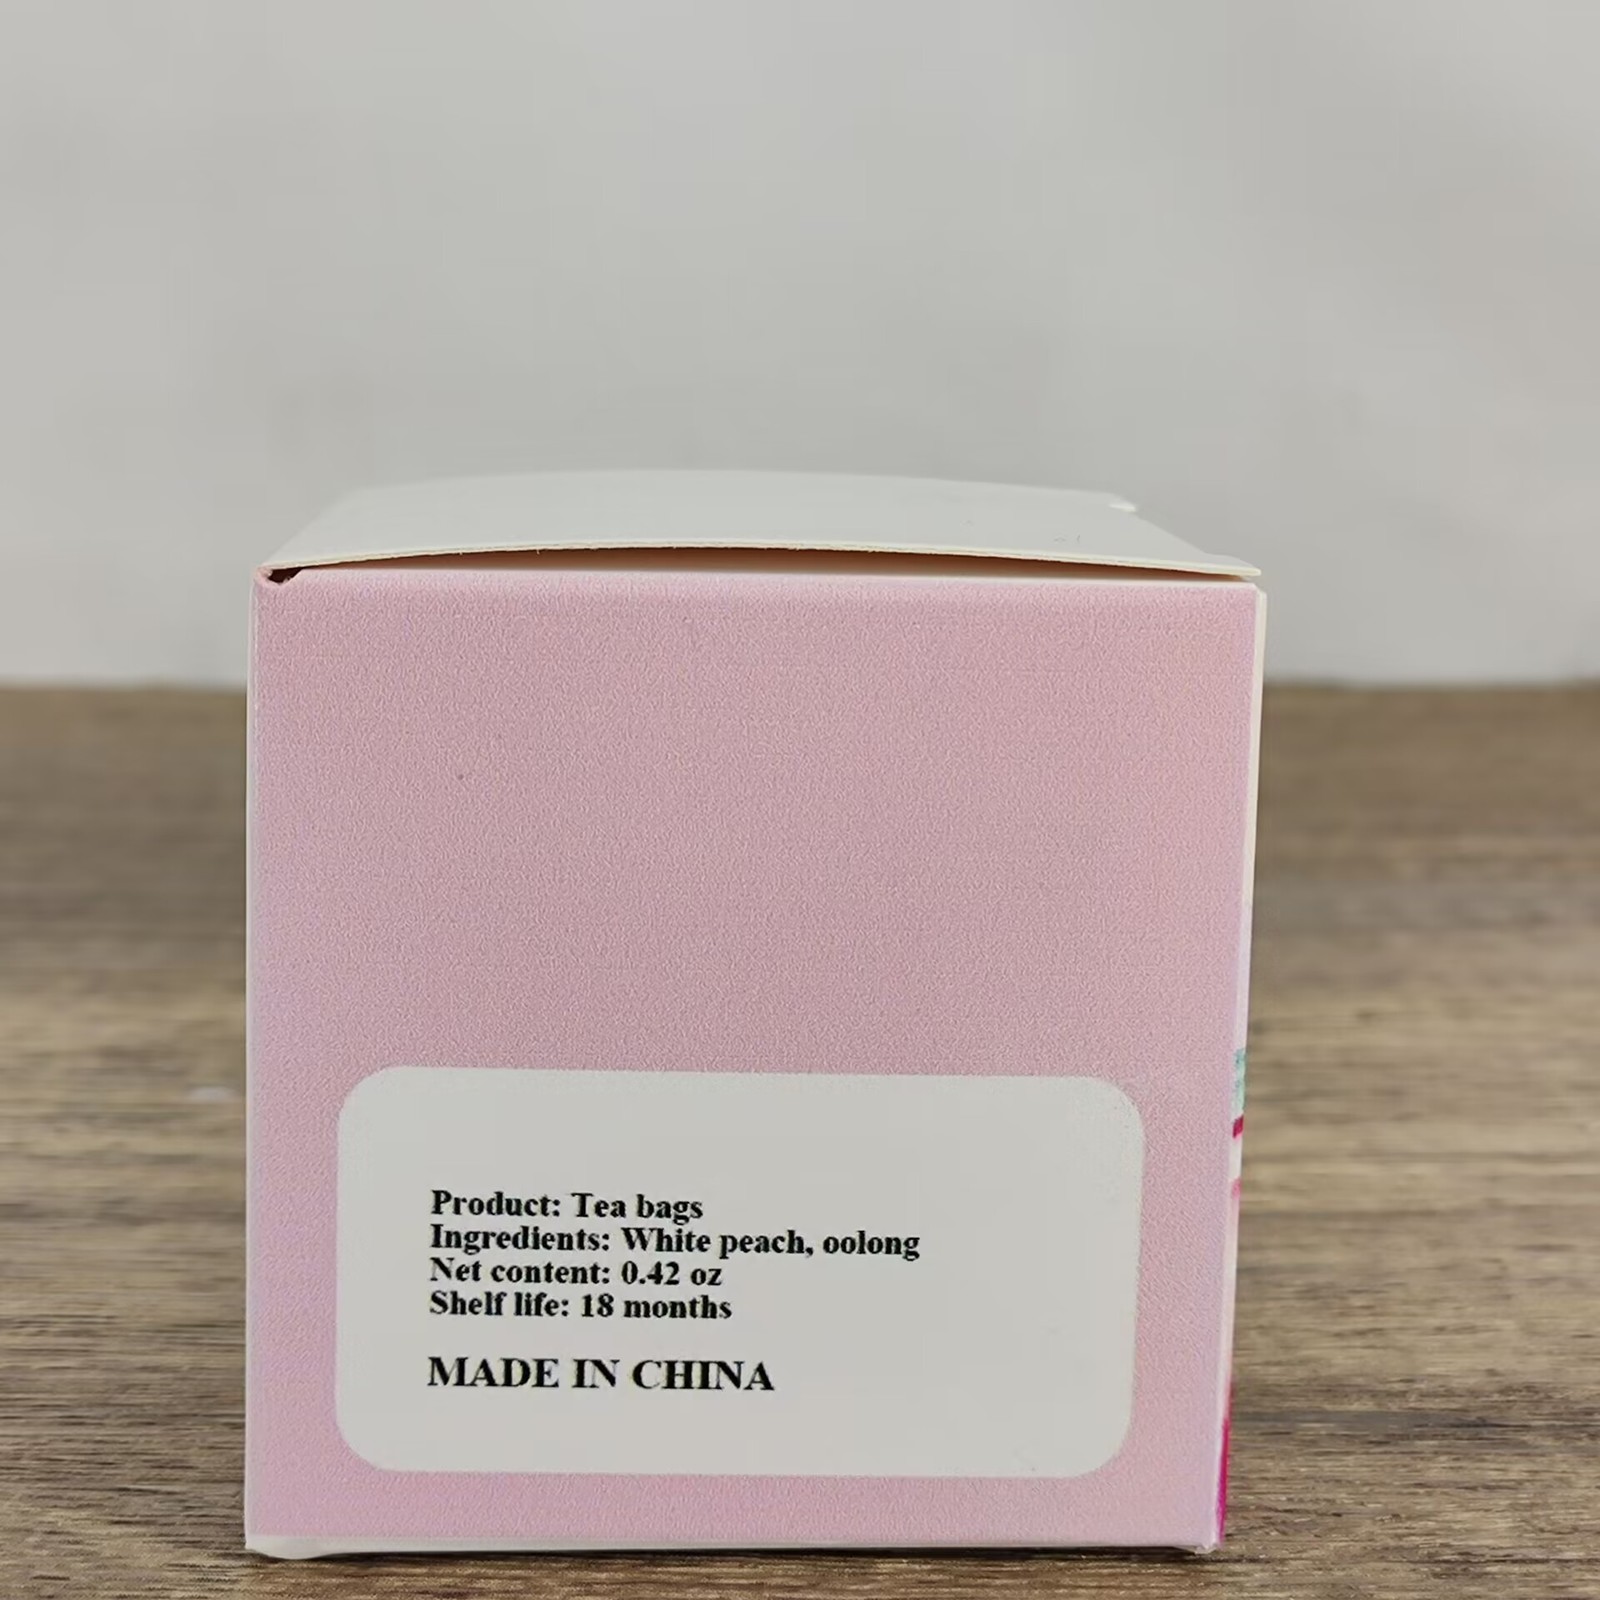 Product: Tea bags
Ingredients: White peach, oolong
Net content: 0.42 oz
Shelf life: 18 months
MADE IN CHINA